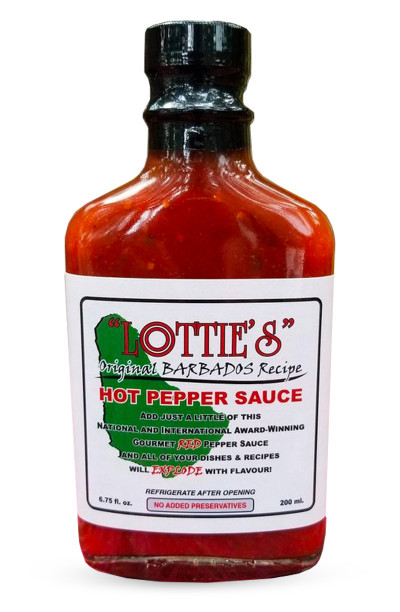 "LOTTIE'S"
Original BARBADOS Recipe
HOT PEPPER SAUCE
ADD JUST A LITTLE OF THIS
NATIONAL AND INTERNATIONAL AWARD-WINNING
GOURMET RED PEPPER SAUCE
AND ALL OF YOUR DISHES & RECIPES
WILL EXPLODE WITH FLAVOUR!
REFRIGERATE AFTER OPENING
6.75 fl. oz. NO ADDED PRESERVATIVES 200 ml.